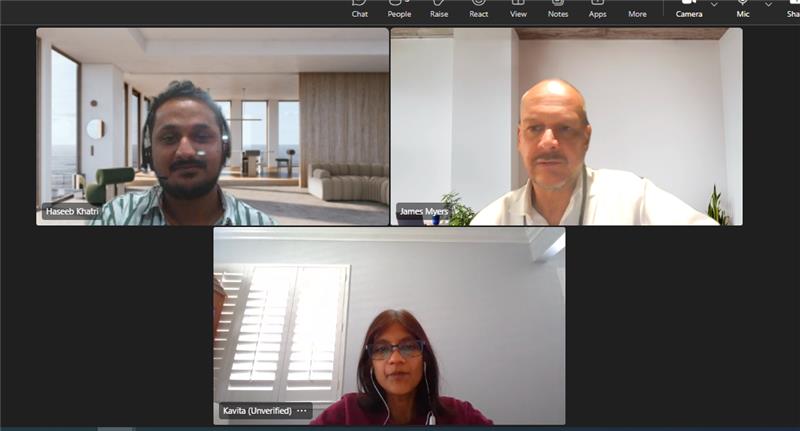 Chat People Raise React View Notes Apps More Camera Mic
Haseeb Khatri
James Myers
Kavita (Unverified)